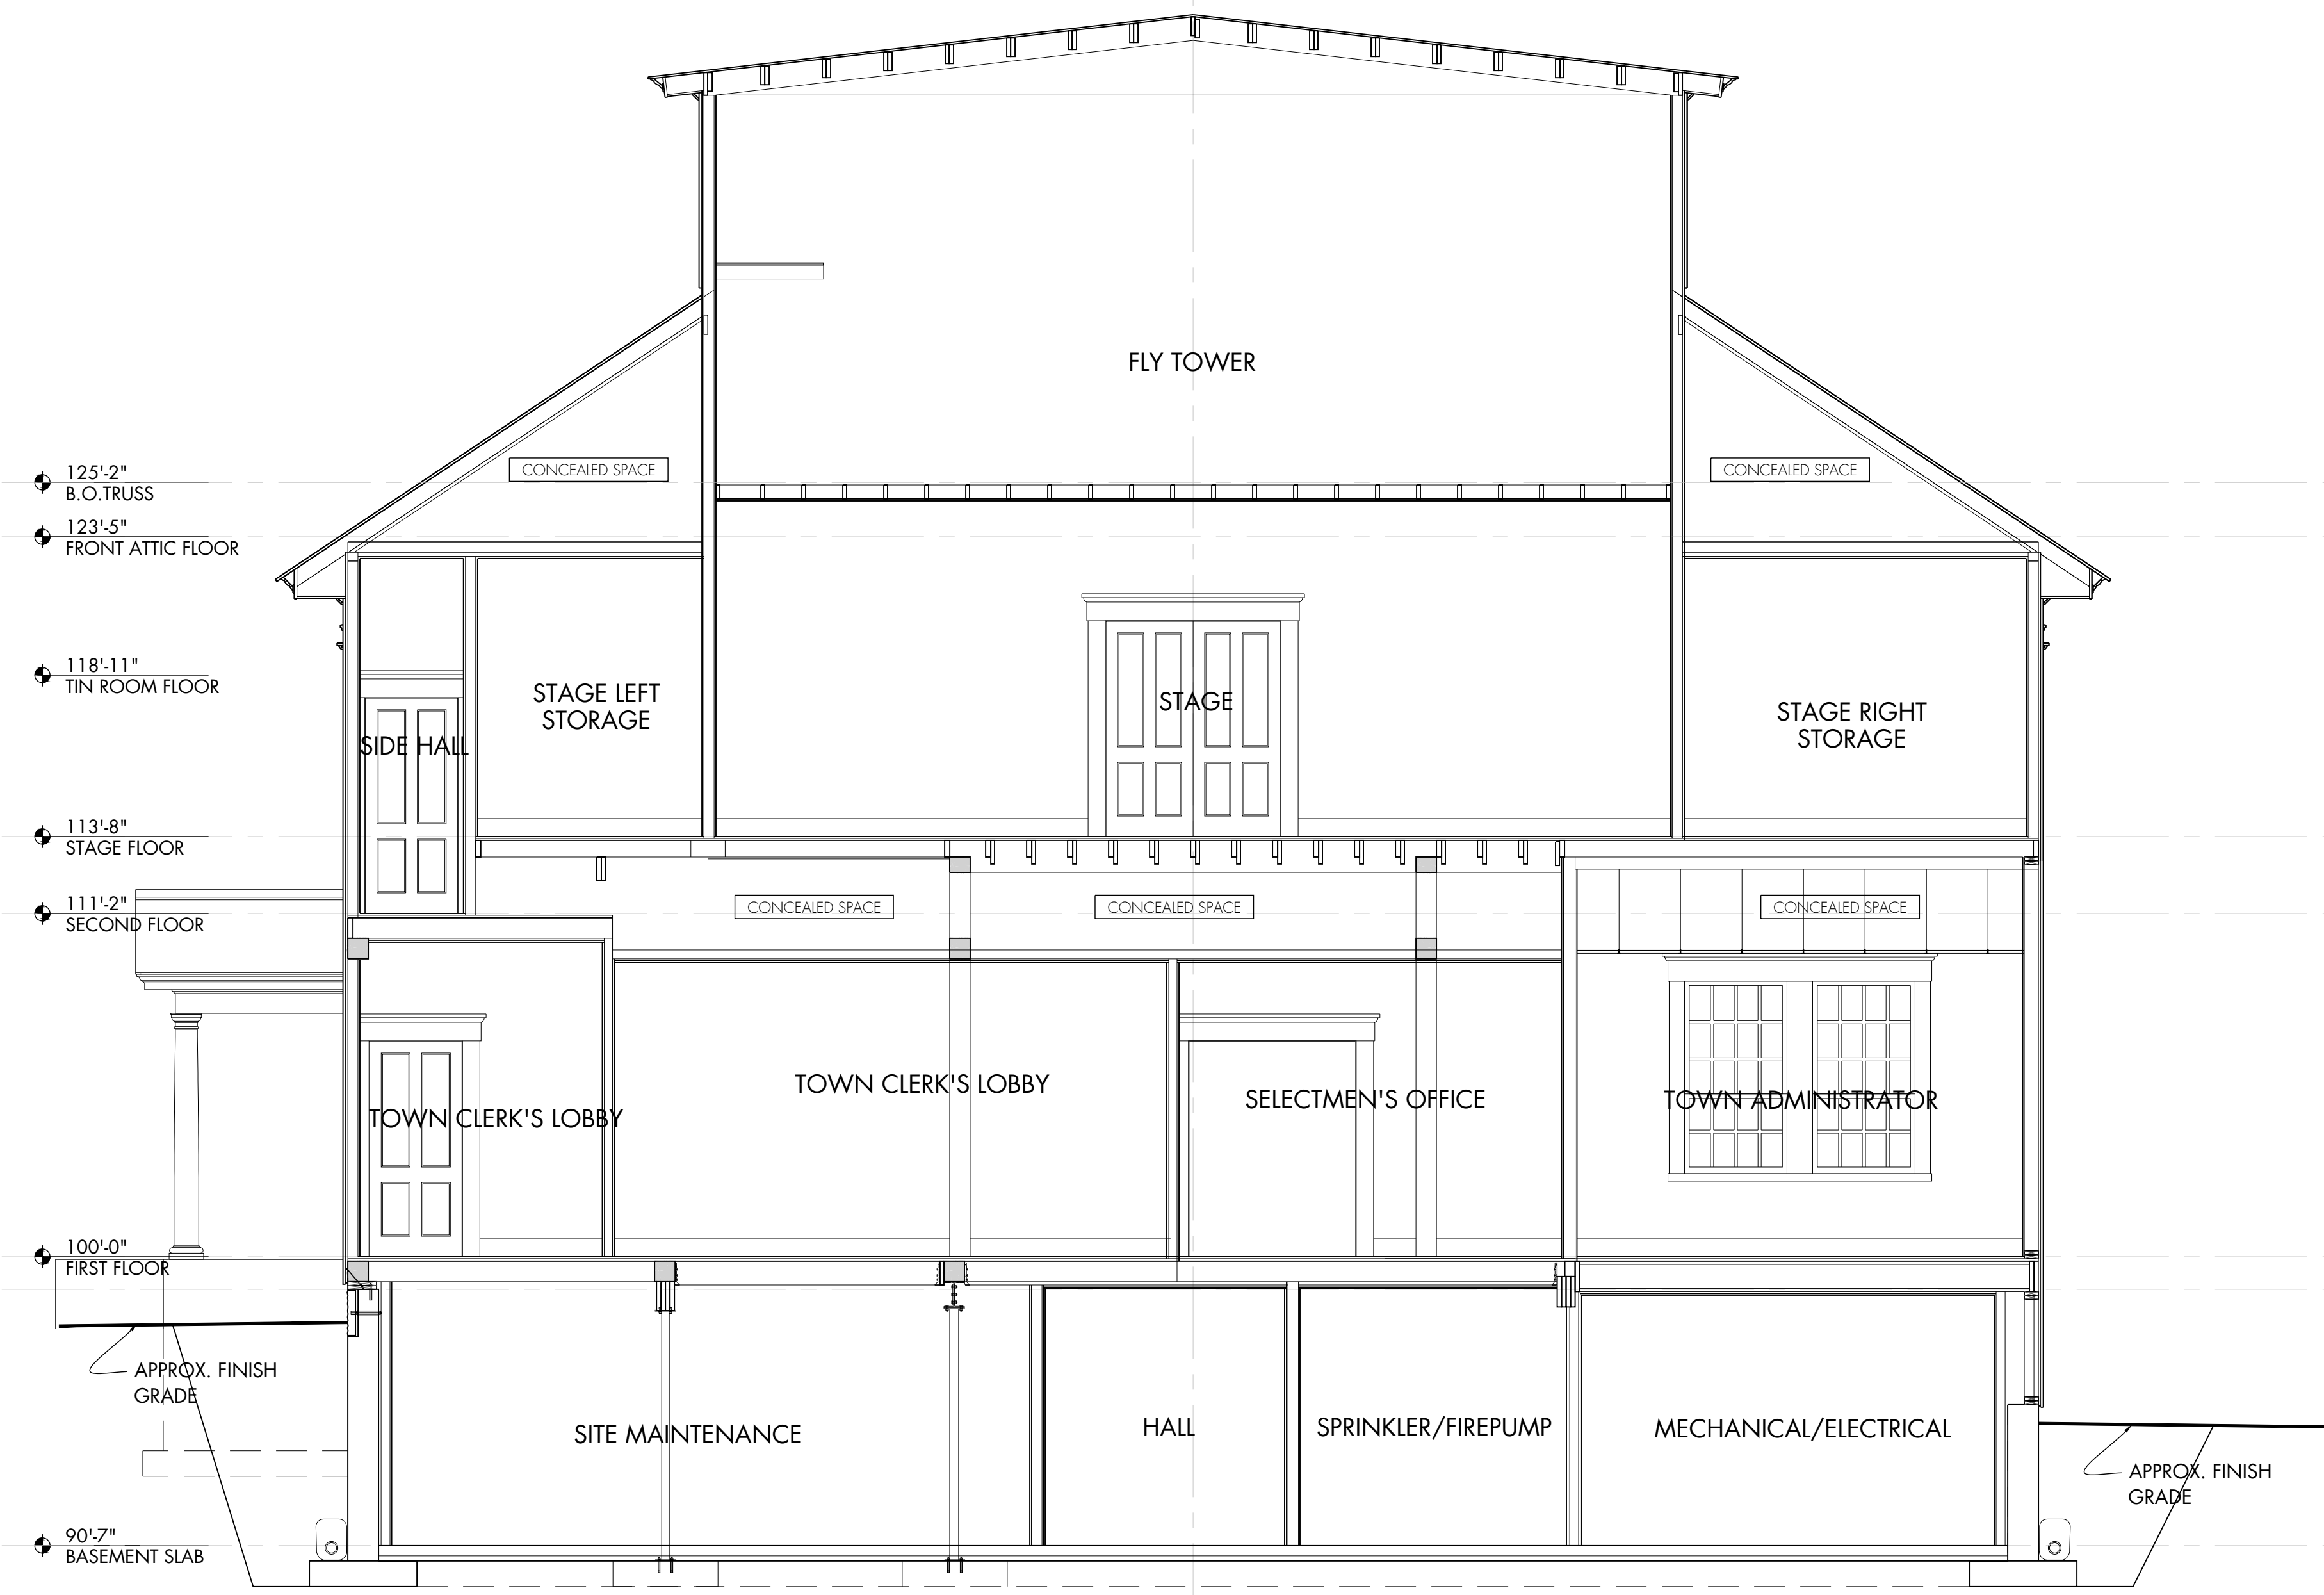 FLY TOWER
CONCEALED SPACE
CONCEALED SPACE
125'-2"
B.O.TRUSS
123'-5"
FRONT ATTIC FLOOR
118'-11"
TIN ROOM FLOOR
STAGE LEFT
STORAGE
STAGE
STAGE RIGHT
STORAGE
SIDE HALL
113'-8"
STAGE FLOOR
111'-2"
SECOND FLOOR
CONCEALED SPACE
CONCEALED SPACE
CONCEALED SPACE
TOWN CLERK'S LOBBY
TOWN CLERK'S LOBBY
SELECTMEN'S OFFICE
TOWN ADMINISTRATOR
100'-0"
FIRST FLOOR
APPROX. FINISH
GRADE
SITE MAINTENANCE
HALL
SPRINKLER/FIREPUMP
MECHANICAL/ELECTRICAL
APPROX. FINISH
GRADE
90'-7"
BASEMENT SLAB